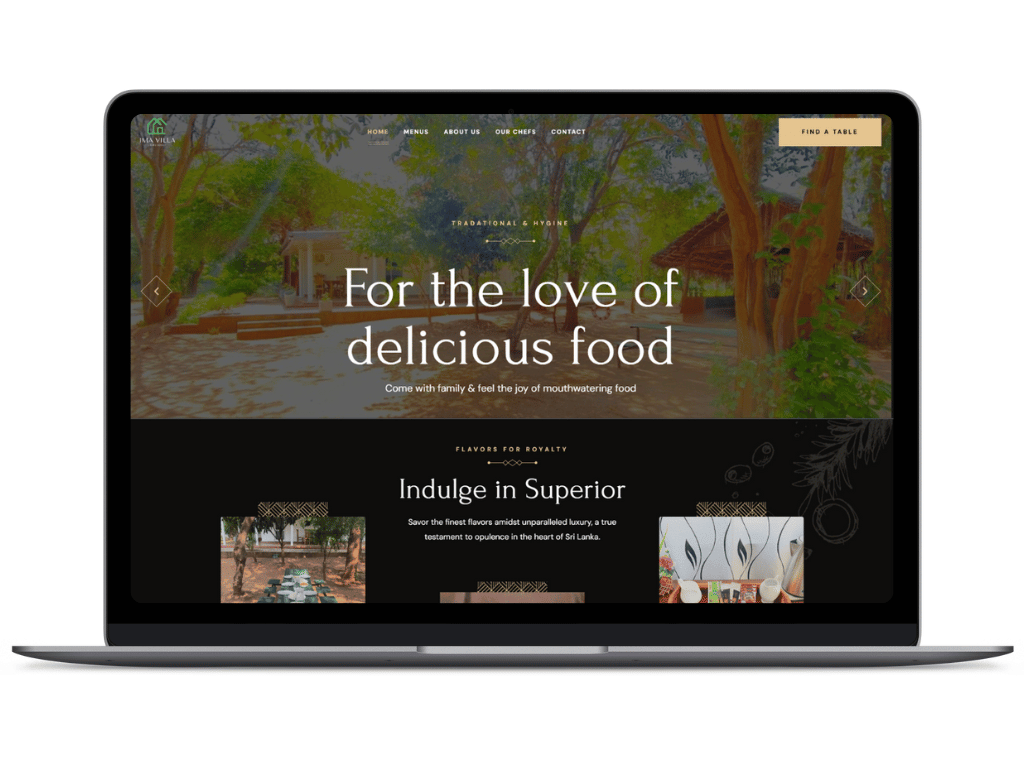 HOME MENUS ABOUT US OUR CHEFS CONTACT
FIND A TABLE
TRADATIONAL & HYGINE
For the love of
delicious food
Come with family & feel the joy of mouthwatering food
FLAVORS FOR ROYALTY
Indulge in Superior
Savor the finest flavors amidst unparalleled luxury, a true
testament to opulence in the heart of Sri Lanka.